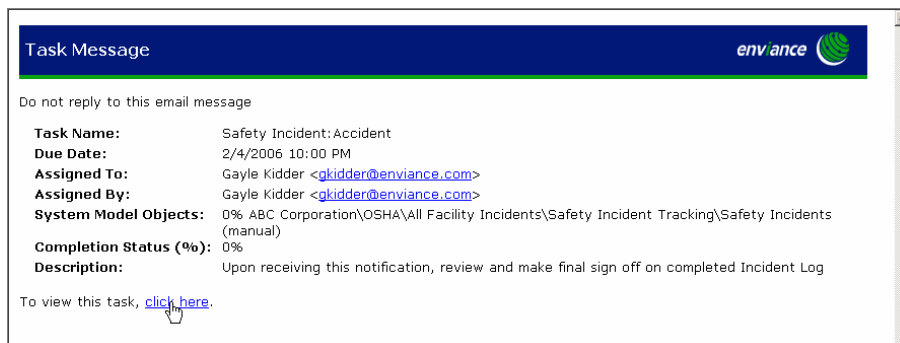 Task Message
enviance
Do not reply to this email message
Task Name: Safety Incident:Accident
Due Date: 2/4/2006 10:00 PM
Assigned To: Gayle Kidder <gkidder@enviance.com>
Assigned By: Gayle Kidder <gkidder@enviance.com>
System Model Objects: 0% ABC Corporation\OSHA\All Facility Incidents\Safety Incident Tracking\Safety Incidents
(manual)
Completion Status (%): 0%
Description: Upon receiving this notification, review and make final sign off on completed Incident Log
To view this task, click here.